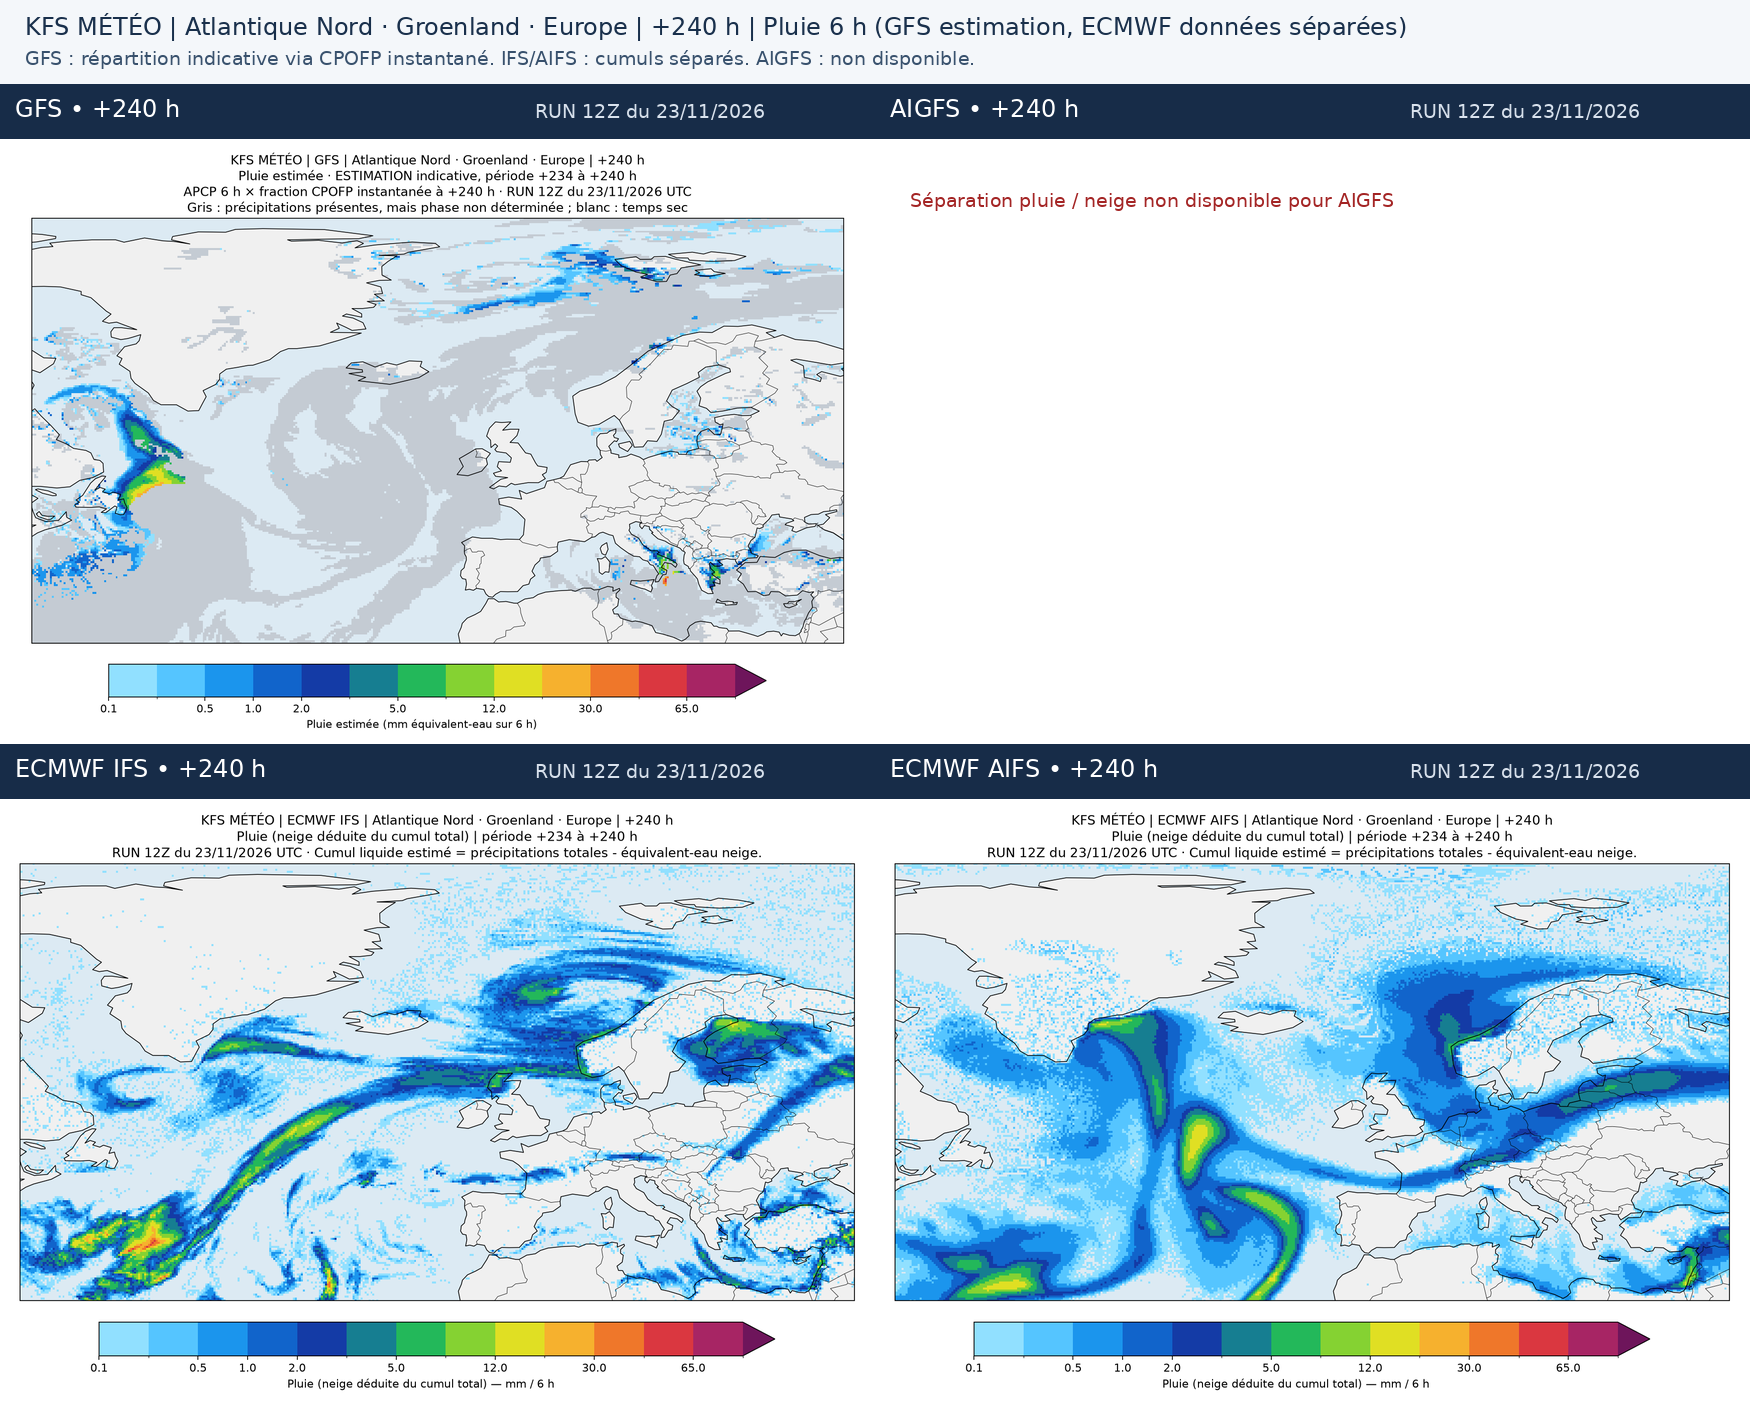 KFS MÉTÉO | Atlantique Nord · Groenland · Europe | +240 h | Pluie 6 h (GFS estimation, ECMWF données séparées)
GFS : répartition indicative via CPOFP instantané. IFS/AIFS : cumuls séparés. AIGFS : non disponible.
GFS • +240 h
RUN 12Z du 23/11/2026
KFS MÉTÉO | GFS | Atlantique Nord · Groenland · Europe | +240 h
Pluie estimée · ESTIMATION indicative, période +234 à +240 h
APCP 6 h × fraction CPOFP instantanée à +240 h · RUN 12Z du 23/11/2026 UTC
Gris : précipitations présentes, mais phase non déterminée ; blanc : temps sec
0.1 0.5 1.0 2.0 5.0 12.0 30.0 65.0
Pluie estimée (mm équivalent-eau sur 6 h)
AIGFS • +240 h
RUN 12Z du 23/11/2026
Séparation pluie / neige non disponible pour AIGFS
ECMWF IFS • +240 h
RUN 12Z du 23/11/2026
KFS MÉTÉO | ECMWF IFS | Atlantique Nord · Groenland · Europe | +240 h
Pluie (neige déduite du cumul total) | période +234 à +240 h
RUN 12Z du 23/11/2026 UTC · Cumul liquide estimé = précipitations totales - équivalent-eau neige.
0.1 0.5 1.0 2.0 5.0 12.0 30.0 65.0
Pluie (neige déduite du cumul total) — mm / 6 h
ECMWF AIFS • +240 h
RUN 12Z du 23/11/2026
KFS MÉTÉO | ECMWF AIFS | Atlantique Nord · Groenland · Europe | +240 h
Pluie (neige déduite du cumul total) | période +234 à +240 h
RUN 12Z du 23/11/2026 UTC · Cumul liquide estimé = précipitations totales - équivalent-eau neige.
0.1 0.5 1.0 2.0 5.0 12.0 30.0 65.0
Pluie (neige déduite du cumul total) — mm / 6 h